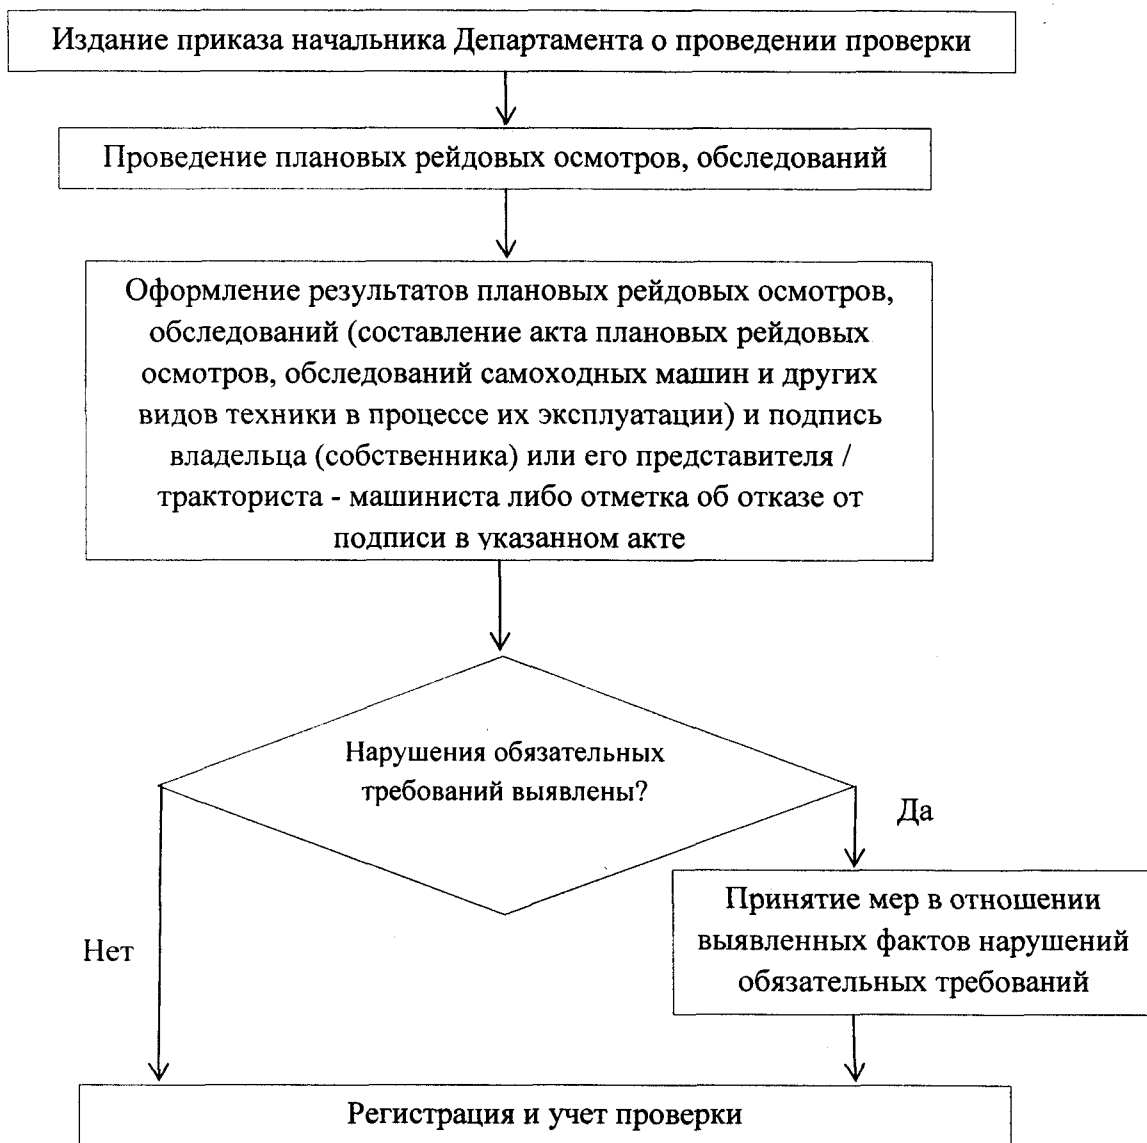 Издание приказа начальника Департамента о проведении проверки
Проведение плановых рейдовых осмотров, обследований
Оформление результатов плановых рейдовых осмотров,
обследований (составление акта плановых рейдовых
осмотров, обследований самоходных машин и других
видов техники в процессе их эксплуатации) и подпись
владельца (собственника) или его представителя /
тракториста - машиниста либо отметка об отказе от
подписи в указанном акте
Нарушения обязательных
требований выявлены?
Да
Принятие мер в отношении
выявленных фактов нарушений
обязательных требований
Нет
Регистрация и учет проверки